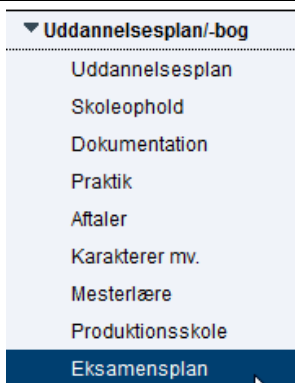 Uddannelsesplan/-bog
Uddannelsesplan
Skoleophold
Dokumentation
Praktik
Aftaler
Karakterer mv.
Mesterlære
Produktionsskole
Eksamensplan